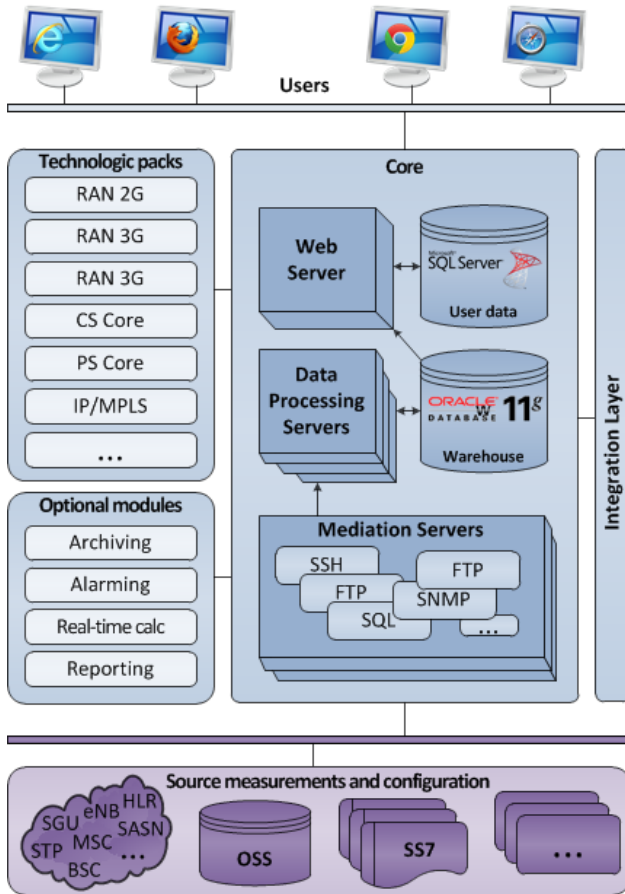 Users
Technologic packs
RAN 2G
RAN 3G
RAN 3G
CS Core
PS Core
IP/MPLS
...
Optional modules
Archiving
Alarming
Real-time calc
Reporting
Core
Web
Server
Microsoft
SQL Server
User data
Data
Processing
Servers
ORACLE
W
DATABASE
11g
Warehouse
Mediation Servers
SSH
FTP
FTP
SNMP
SQL
...
Integration Layer
Source measurements and configuration
SGU eNB HLR
STP MSC SASN
BSC ...
OSS
SS7
...